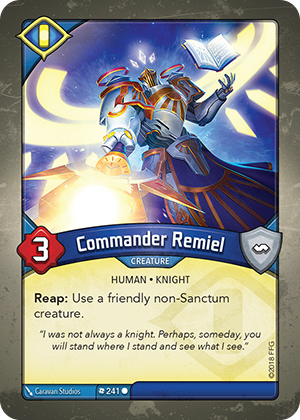 Commander Remiel
CREATURE
3
HUMAN • KNIGHT
Reap: Use a friendly non-Sanctum
creature.
“I was not always a knight. Perhaps, someday, you
will stand where I stand and see what I see.”
©2018 FFG
Caravan Studios
241